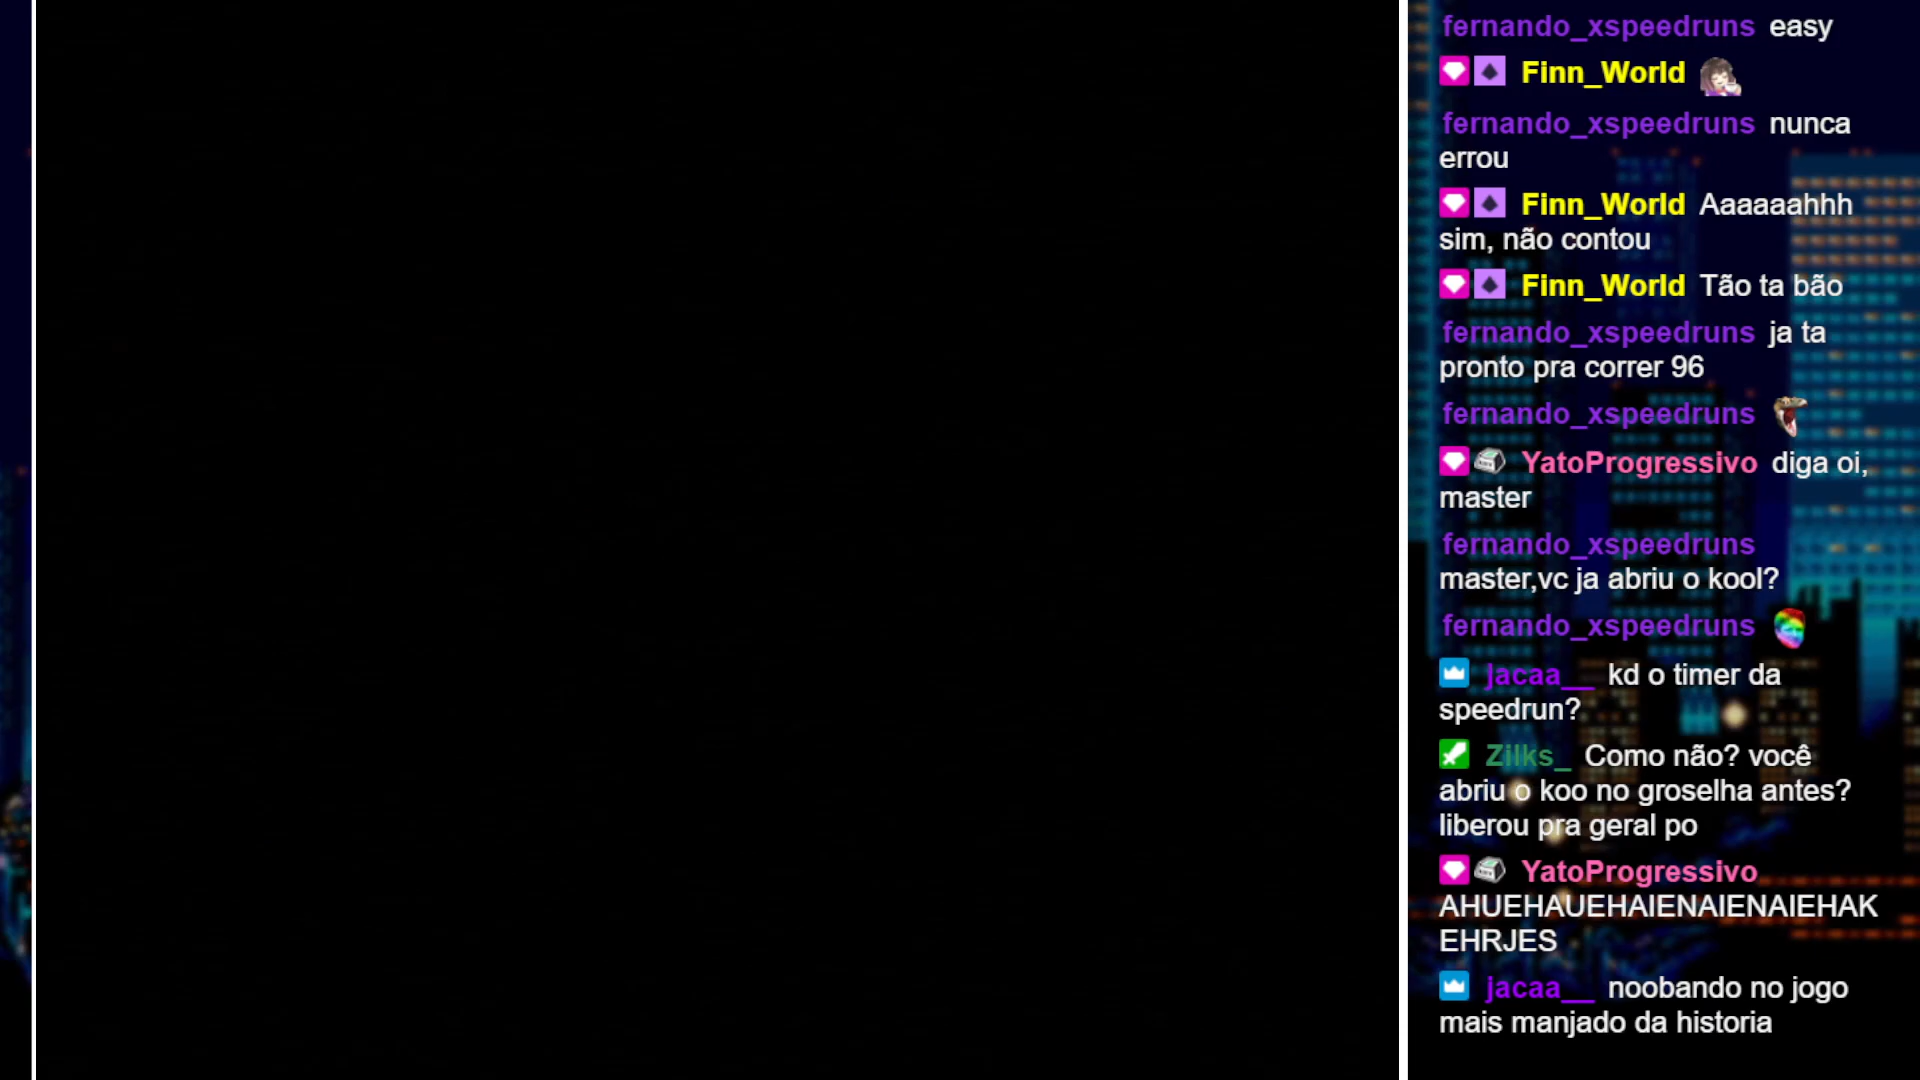 fernando_xspeedruns easy
Finn_World
fernando_xspeedruns nunca
errou
Finn_World Aaaaaahhh
sim, não contou
Finn_World Tão ta bão
fernando_xspeedruns ja ta
pronto pra correr 96
fernando_xspeedruns
YatoProgressivo diga oi,
master
fernando_xspeedruns
master,vc ja abriu o kool?
fernando_xspeedruns
jacaa__ kd o timer da
speedrun?
Zilks_ Como não? você
abriu o koo no groselha antes?
liberou pra geral po
YatoProgressivo
AHUEHAUEHAIENAIENAIEHAK
EHRJES
jacaa__ noobando no jogo
mais manjado da historia